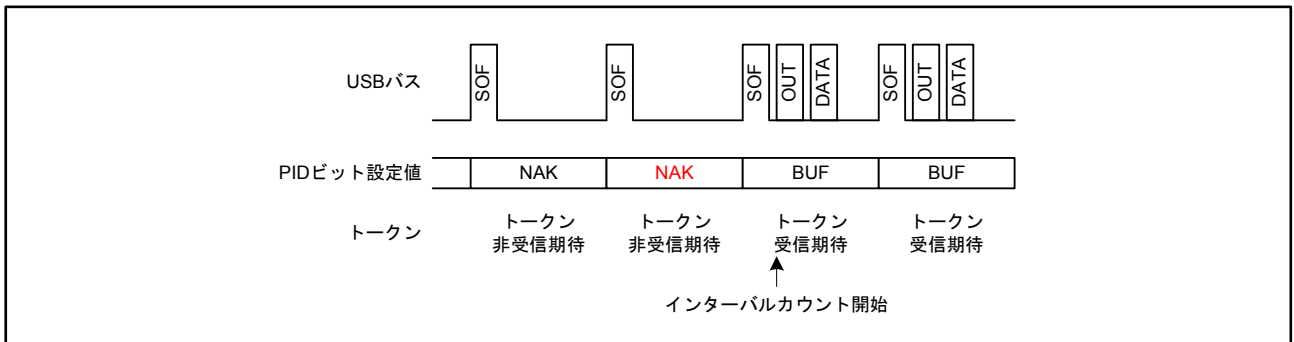 USBバス
SOF
SOF
SOF
OUT
DATA
SOF
OUT
DATA
PIDビット設定値
NAK
NAK
BUF
BUF
トークン
トークン
非受信期待
トークン
非受信期待
トークン
受信期待
トークン
受信期待
インターバルカウント開始